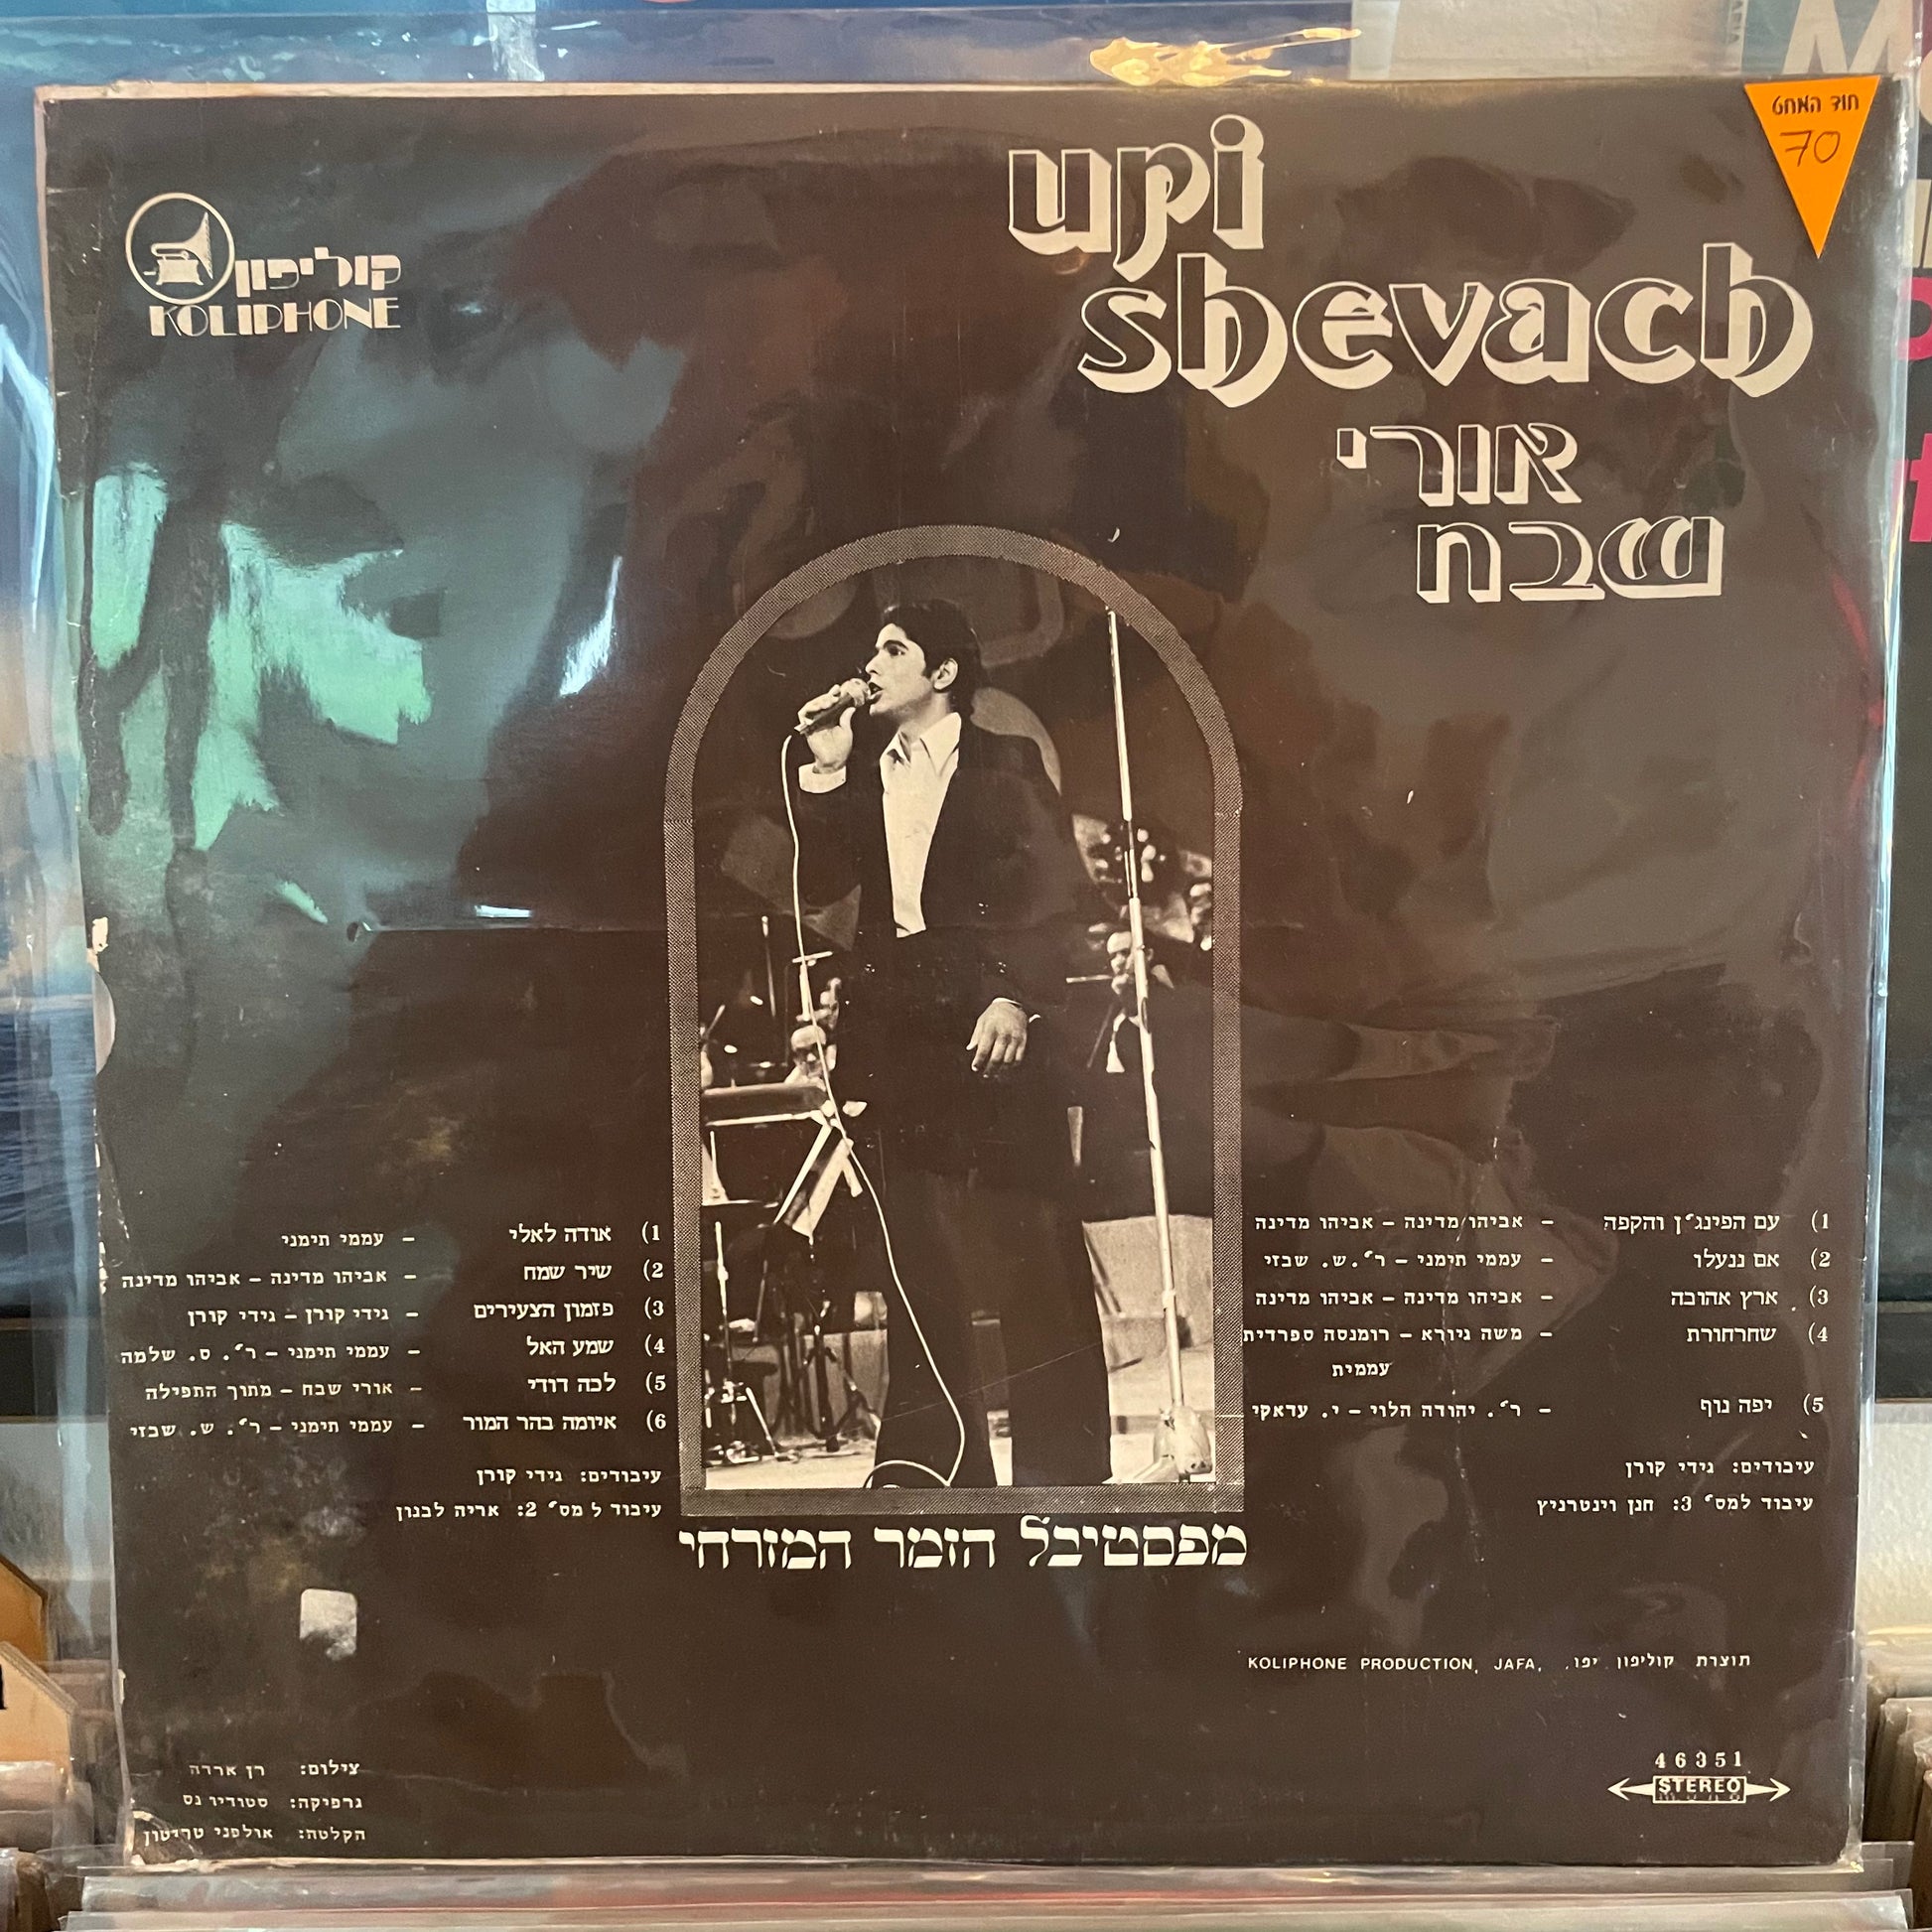 חוד המחט
70
קוליפון
KOLIPHONE
upi
shevach
אורי
שבח
1) עם הפינג׳ן והקפה – אביהו מדינה – אביהו מדינה
2) אם ננעלו – עממי תימני – ר׳.ש. שבזי
3) ארץ אהובה – אביהו מדינה – אביהו מדינה
4) שחרחורת – משה גיורא – רומנסה ספרדית
עממית
5) יפה נוף – ר׳. יהודה הלוי – י. עדאקי
עיבודים: גידי קורן
עיבוד למס׳ 3: חנן וינטרניץ
1) אודה לאלי – עממי תימני
2) שיר שמח – אביהו מדינה – אביהו מדינה
3) פזמון הצעירים – גידי קורן – גידי קורן
4) שמע האל – עממי תימני – ר׳. ס. שלמה
5) לכה דודי – אורי שבח – מתוך התפילה
6) איומה בהר המור – עממי תימני – ר׳. ש. שבזי
עיבודים: גידי קורן
עיבוד ל מס׳ 2: אריה לבנון
מפסטיבל הזמר המזרחי
KOLIPHONE PRODUCTION, JAFA, תוצרת קוליפון יפו.
46351
STEREO
צילום: רן ארדה
גרפיקה: סטודיו נס
הקלטה: אולפני טריטון